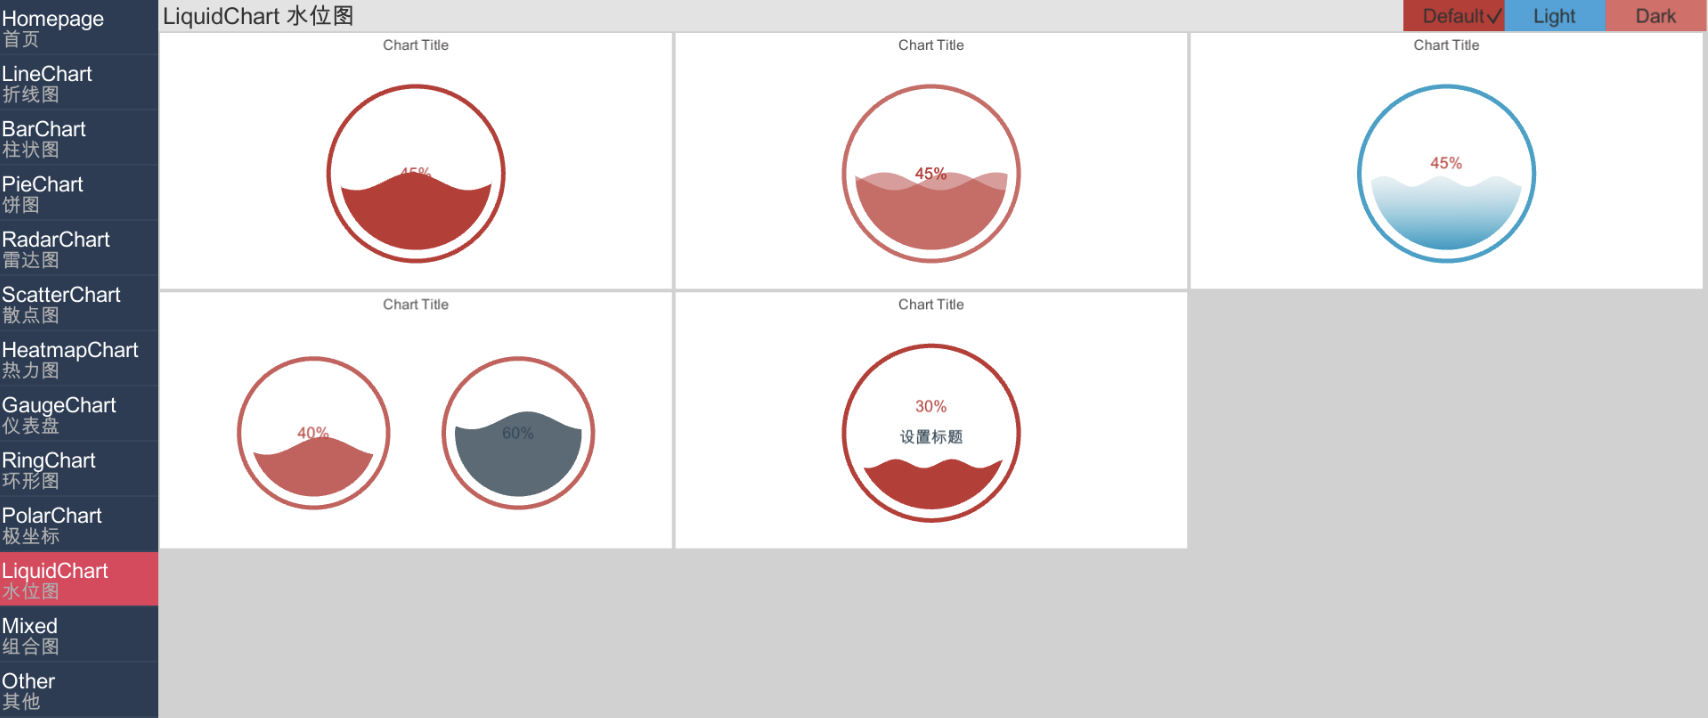 Homepage
首页
LineChart
折线图
BarChart
柱状图
PieChart
饼图
RadarChart
雷达图
ScatterChart
散点图
HeatmapChart
热力图
GaugeChart
仪表盘
RingChart
环形图
PolarChart
极坐标
LiquidChart
水位图
Mixed
组合图
Other
其他
LiquidChart 水位图
Default✓ Light Dark
Chart Title
45%
Chart Title
45%
Chart Title
45%
Chart Title
40% 60%
Chart Title
30%
设置标题